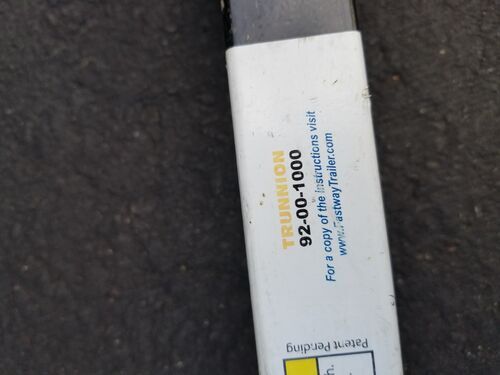 TRUNNION
92-00-1000
For a copy of the instructions visit
www.FastwayTrailer.com
Patent Pending